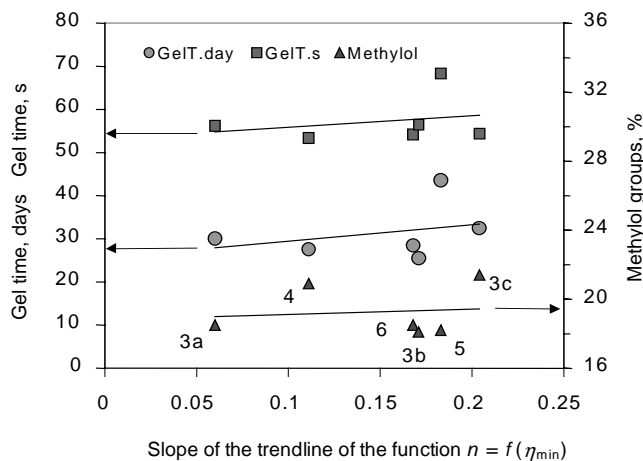 GelT.day GelT.s Methylol
Gel time, days Gel time, s
80
70
60
50
40
30
20
10
0
36
32
28
24
20
16
Methylol groups, %
3a
4
6
3b
5
3c
0 0.05 0.1 0.15 0.2 0.25
Slope of the trendline of the function n = f (ηmin)